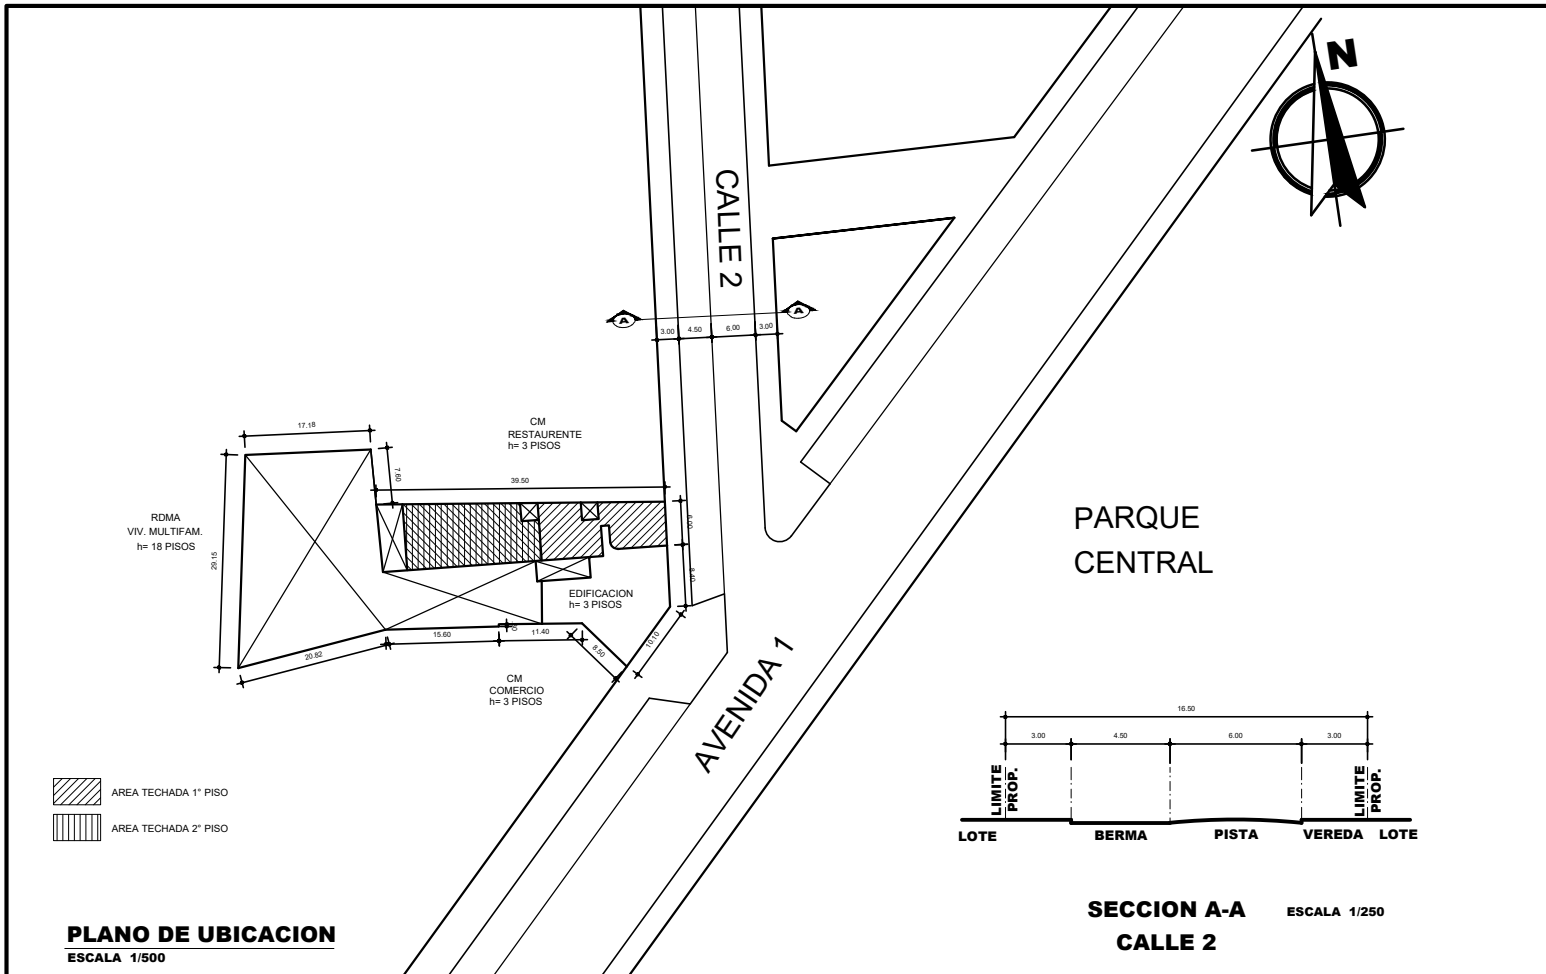 N
CALLE 2
A
A
3.00
4.50
6.00
3.00
17.18
7.60
CM
RESTAURENTE
h= 3 PISOS
39.50
RDMA
VIV. MULTIFAM.
h= 18 PISOS
29.15
6.00
8.40
PARQUE
CENTRAL
EDIFICACION
h= 3 PISOS
15.60
11.40
8.50
10.10
20.82
CM
COMERCIO
h= 3 PISOS
AVENIDA 1
16.50
3.00
4.50
6.00
3.00
LIMITE
PROP.
LIMITE
PROP.
LOTE
BERMA
PISTA
VEREDA
LOTE
AREA TECHADA 1° PISO
AREA TECHADA 2° PISO
SECCION A-A
ESCALA 1/250
CALLE 2
PLANO DE UBICACION
ESCALA 1/500